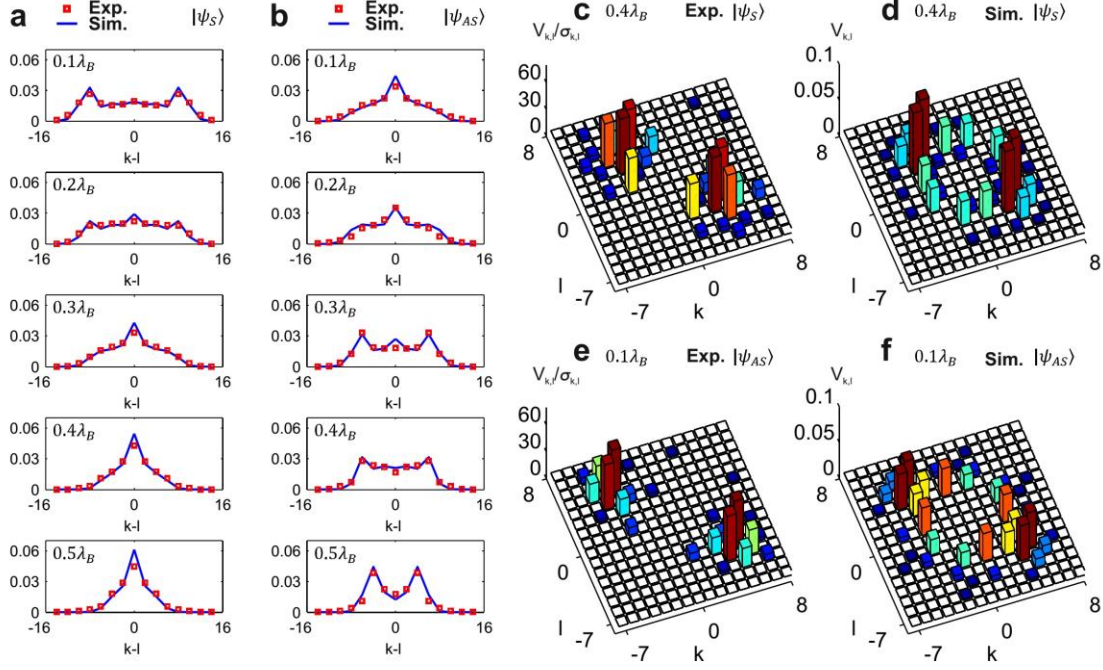 a
Exp.
Sim.
|ψ_S⟩
0.06
0.03
0
0.1λ_B
-16
0
16
k-l
0.06
0.03
0
0.2λ_B
-16
0
16
k-l
0.06
0.03
0
0.3λ_B
-16
0
16
k-l
0.06
0.03
0
0.4λ_B
-16
0
16
k-l
0.06
0.03
0
0.5λ_B
-16
0
16
k-l
b
Exp.
Sim.
|ψ_AS⟩
0.06
0.03
0
0.1λ_B
-16
0
16
k-l
0.06
0.03
0
0.2λ_B
-16
0
16
k-l
0.06
0.03
0
0.3λ_B
-16
0
16
k-l
0.06
0.03
0
0.4λ_B
-16
0
16
k-l
0.06
0.03
0
0.5λ_B
-16
0
16
k-l
c 0.4λ_B Exp. |ψ_S⟩
V_k,l/σ_k,l
60
30
0
8
0
l -7
-7
0
8
k
d 0.4λ_B Sim. |ψ_S⟩
V_k,l
0.1
0.05
0
8
0
l -7
-7
0
8
k
e 0.1λ_B Exp. |ψ_AS⟩
V_k,l/σ_k,l
60
30
0
8
0
l -7
-7
0
8
k
f 0.1λ_B Sim. |ψ_AS⟩
V_k,l
0.1
0.05
0
8
0
l -7
-7
0
8
k